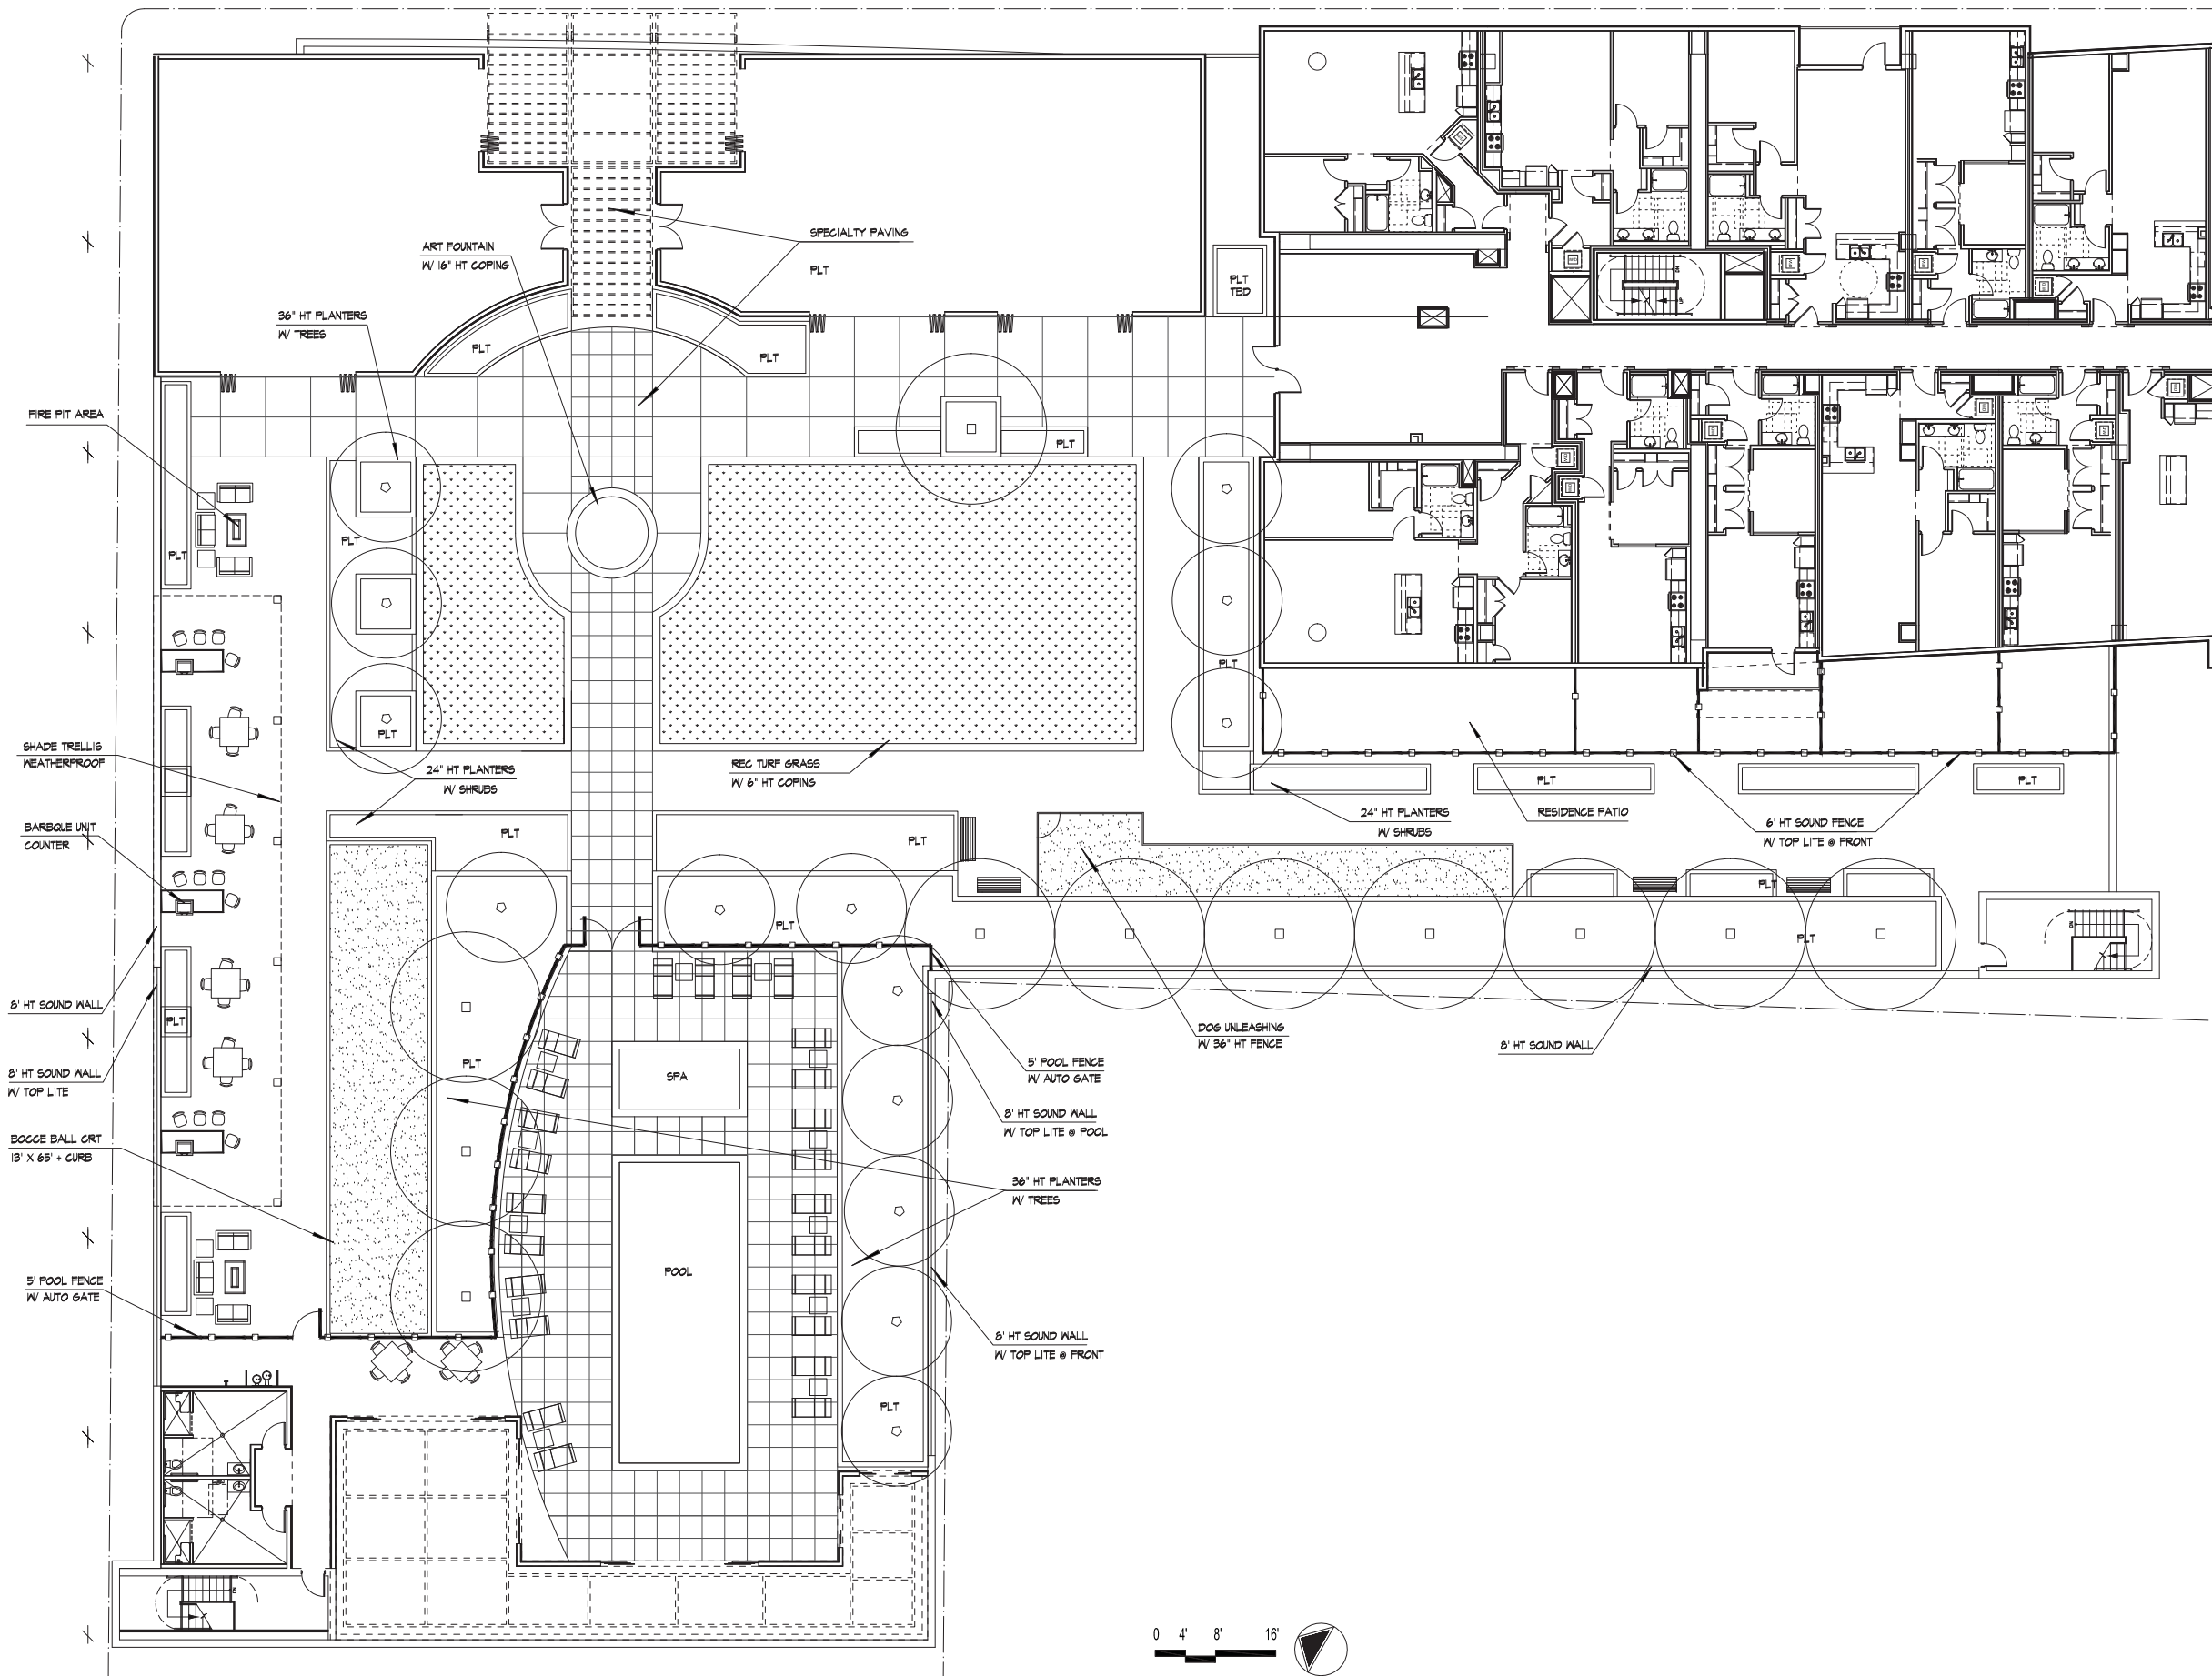 SPECIALTY PAVING
ART FOUNTAIN
W/ 16" HT COPING
PLT
PLT
TBD
36" HT PLANTERS
W/ TREES
PLT
PLT
FIRE PIT AREA
PLT
PLT
PLT
PLT
PLT
SHADE TRELLIS
WEATHERPROOF
24" HT PLANTERS
W/ SHRUBS
REC TURF GRASS
W/ 6" HT COPING
PLT
PLT
24" HT PLANTERS
W/ SHRUBS
RESIDENCE PATIO
6' HT SOUND FENCE
W/ TOP LITE @ FRONT
BARBQUE UNIT
COUNTER
PLT
PLT
PLT
PLT
PLT
8' HT SOUND WALL
PLT
8' HT SOUND WALL
W/ TOP LITE
PLT
SPA
DOG UNLEASHING
W/ 36" HT FENCE
8' HT SOUND WALL
5' POOL FENCE
W/ AUTO GATE
8' HT SOUND WALL
W/ TOP LITE @ POOL
BOCCE BALL CRT
13' X 65' + CURB
36" HT PLANTERS
W/ TREES
POOL
5' POOL FENCE
W/ AUTO GATE
8' HT SOUND WALL
W/ TOP LITE @ FRONT
PLT
0 4' 8' 16'